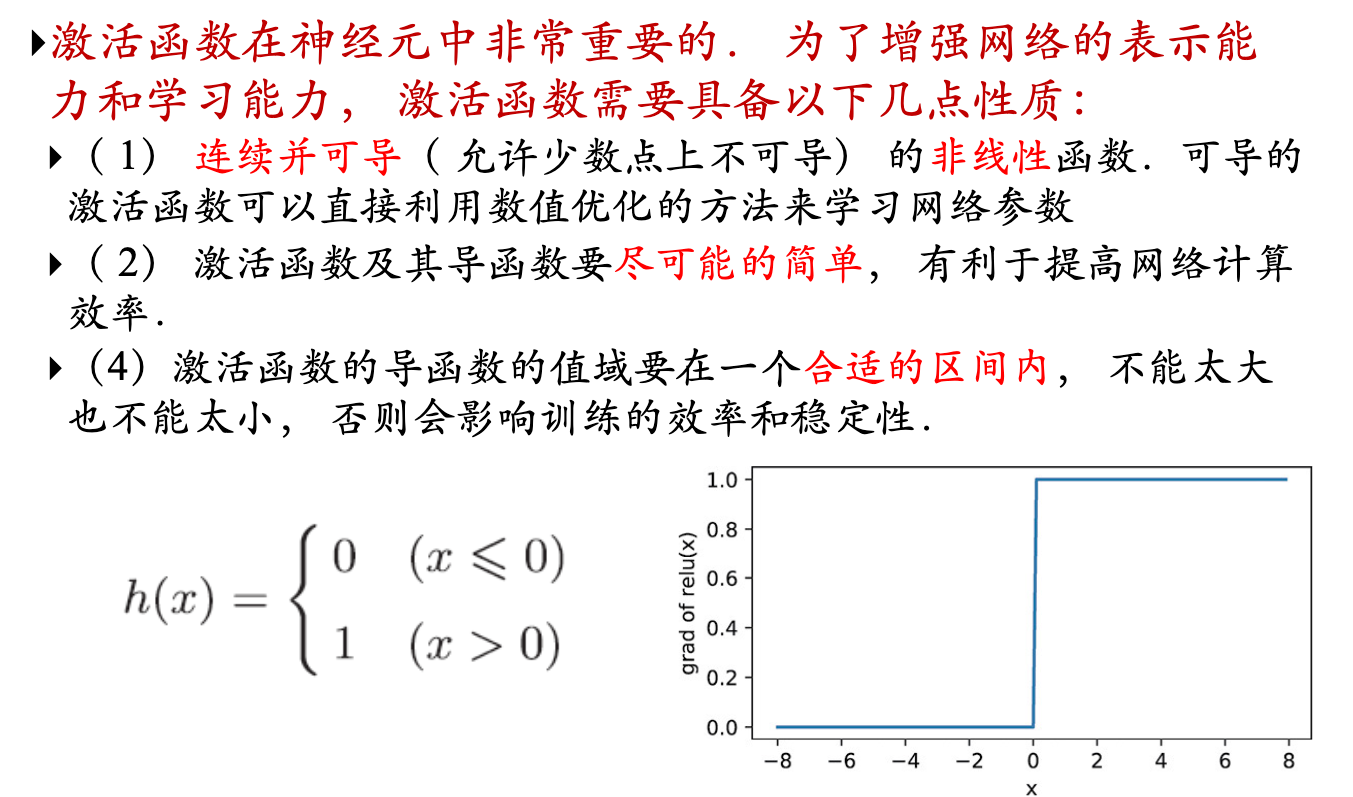 激活函数在神经元中非常重要的． 为了增强网络的表示能
力和学习能力， 激活函数需要具备以下几点性质：
（ 1） 连续并可导（ 允许少数点上不可导） 的非线性函数．可导的
激活函数可以直接利用数值优化的方法来学习网络参数
（ 2） 激活函数及其导函数要尽可能的简单， 有利于提高网络计算
效率．
（4）激活函数的导函数的值域要在一个合适的区间内， 不能太大
也不能太小， 否则会影响训练的效率和稳定性．
h(x) = { 0 (x ⩽ 0)
1 (x > 0)
grad of relu(x)
1.0
0.8
0.6
0.4
0.2
0.0
−8 −6 −4 −2 0 2 4 6 8
x